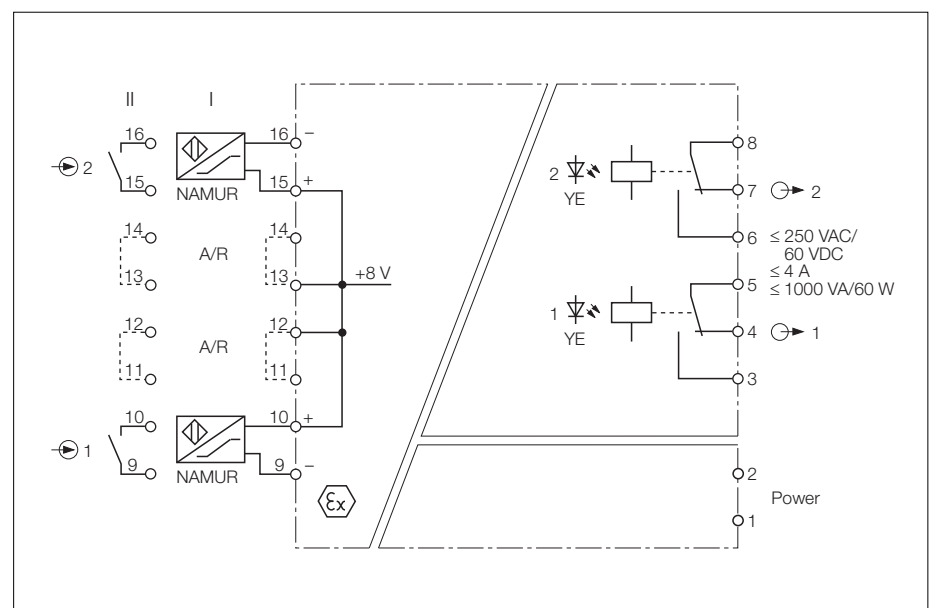 II I
16 16 –
2 15 NAMUR 15 +
14 A/R 14
13 13 +8 V
12 A/R 12
11 11
10 10 +
1 9 NAMUR 9 –
Ex
8
2 YE 7 2
6 ≤ 250 VAC/
60 VDC
5 ≤ 4 A
≤ 1000 VA/60 W
1 YE 4 1
3
2
Power
1